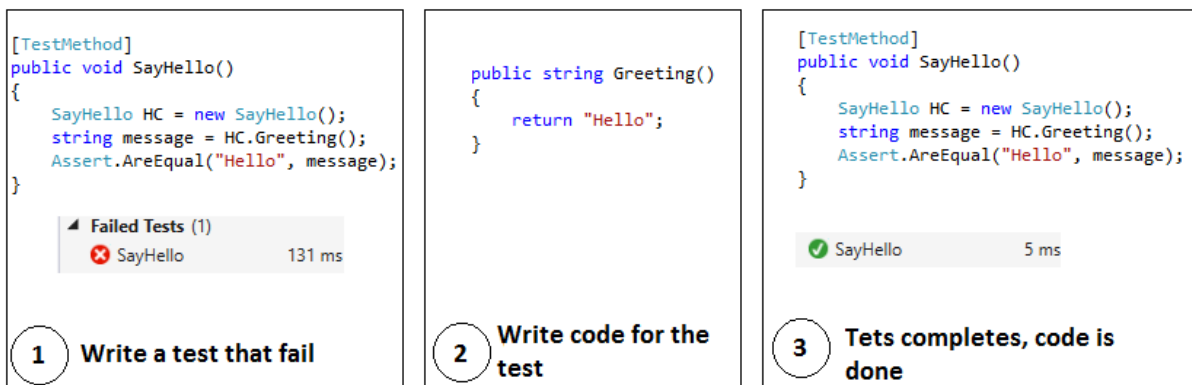 [TestMethod]
public void SayHello()
{
    SayHello HC = new SayHello();
    string message = HC.Greeting();
    Assert.AreEqual("Hello", message);
}
Failed Tests (1)
SayHello 131 ms
1 Write a test that fail
public string Greeting()
{
    return "Hello";
}
2 Write code for the
test
[TestMethod]
public void SayHello()
{
    SayHello HC = new SayHello();
    string message = HC.Greeting();
    Assert.AreEqual("Hello", message);
}
SayHello 5 ms
3 Tets completes, code is
done